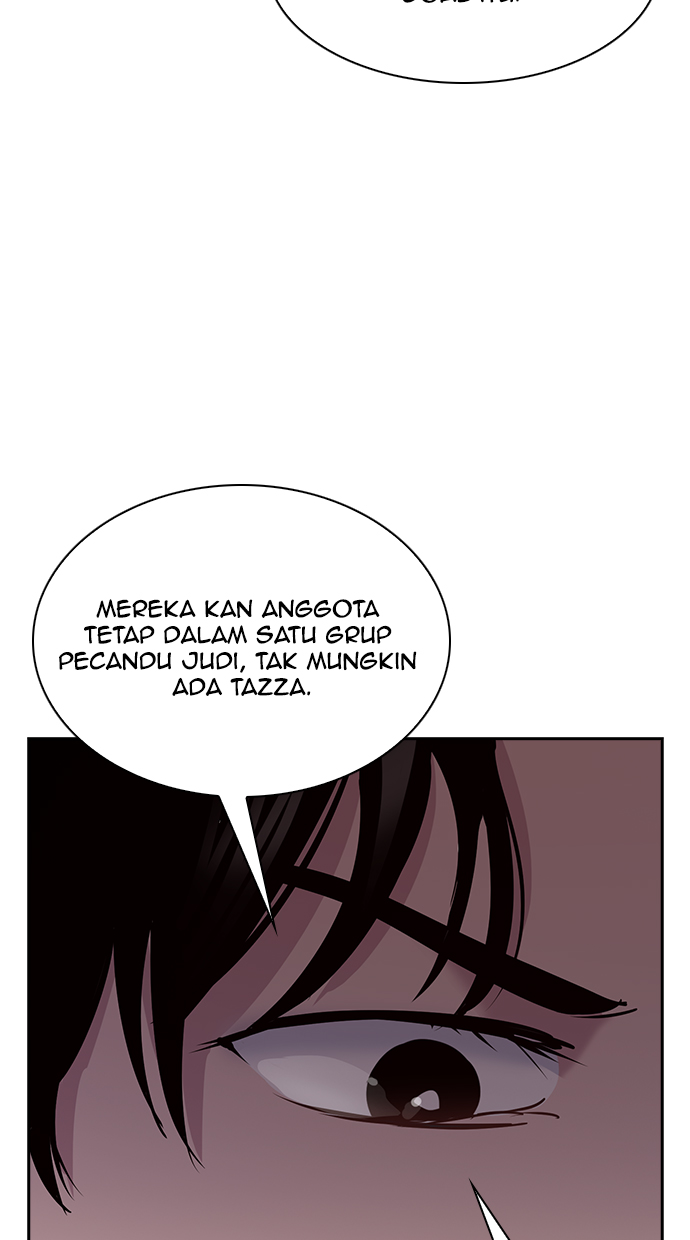 MEREKA KAN ANGGOTA
TETAP DALAM SATU GRUP
PECANDU JUDI, TAK MUNGKIN
ADA TAZZA.